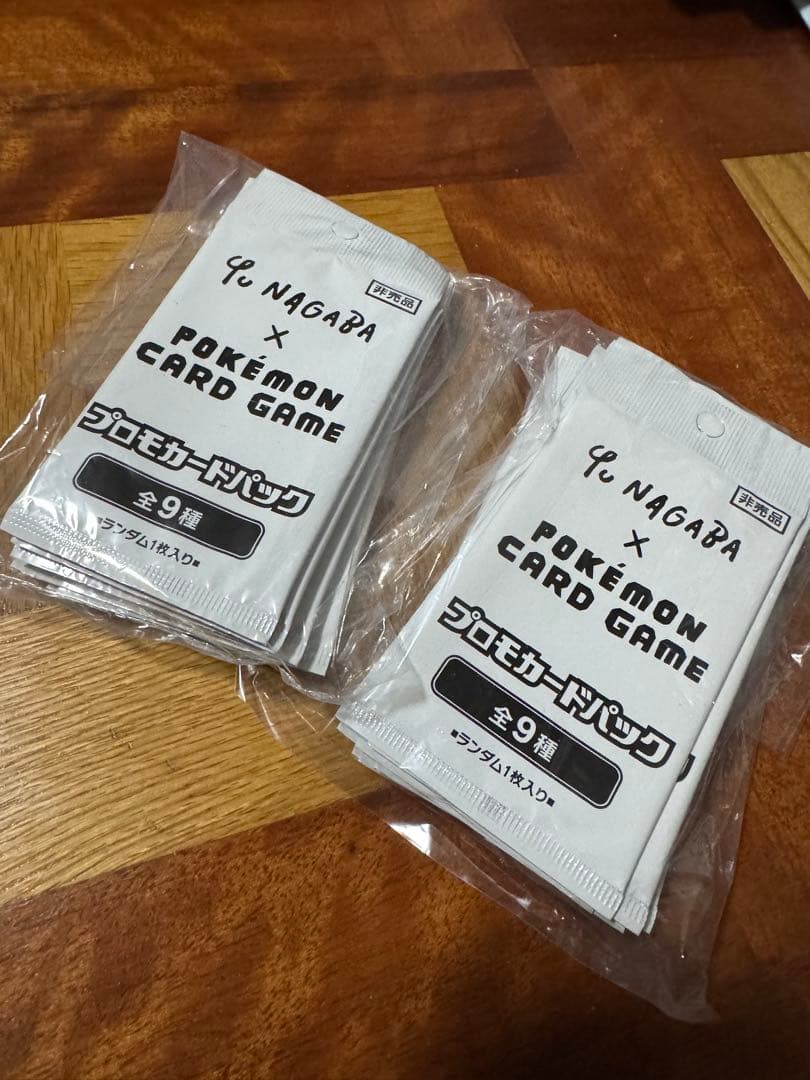 Yu NAGABA
非売品
×
POKÉMON
CARD GAME
プロモカードパック
全9種
■ランダム1枚入り■
Yu NAGABA
非売品
×
POKÉMON
CARD GAME
プロモカードパック
全9種
■ランダム1枚入り■